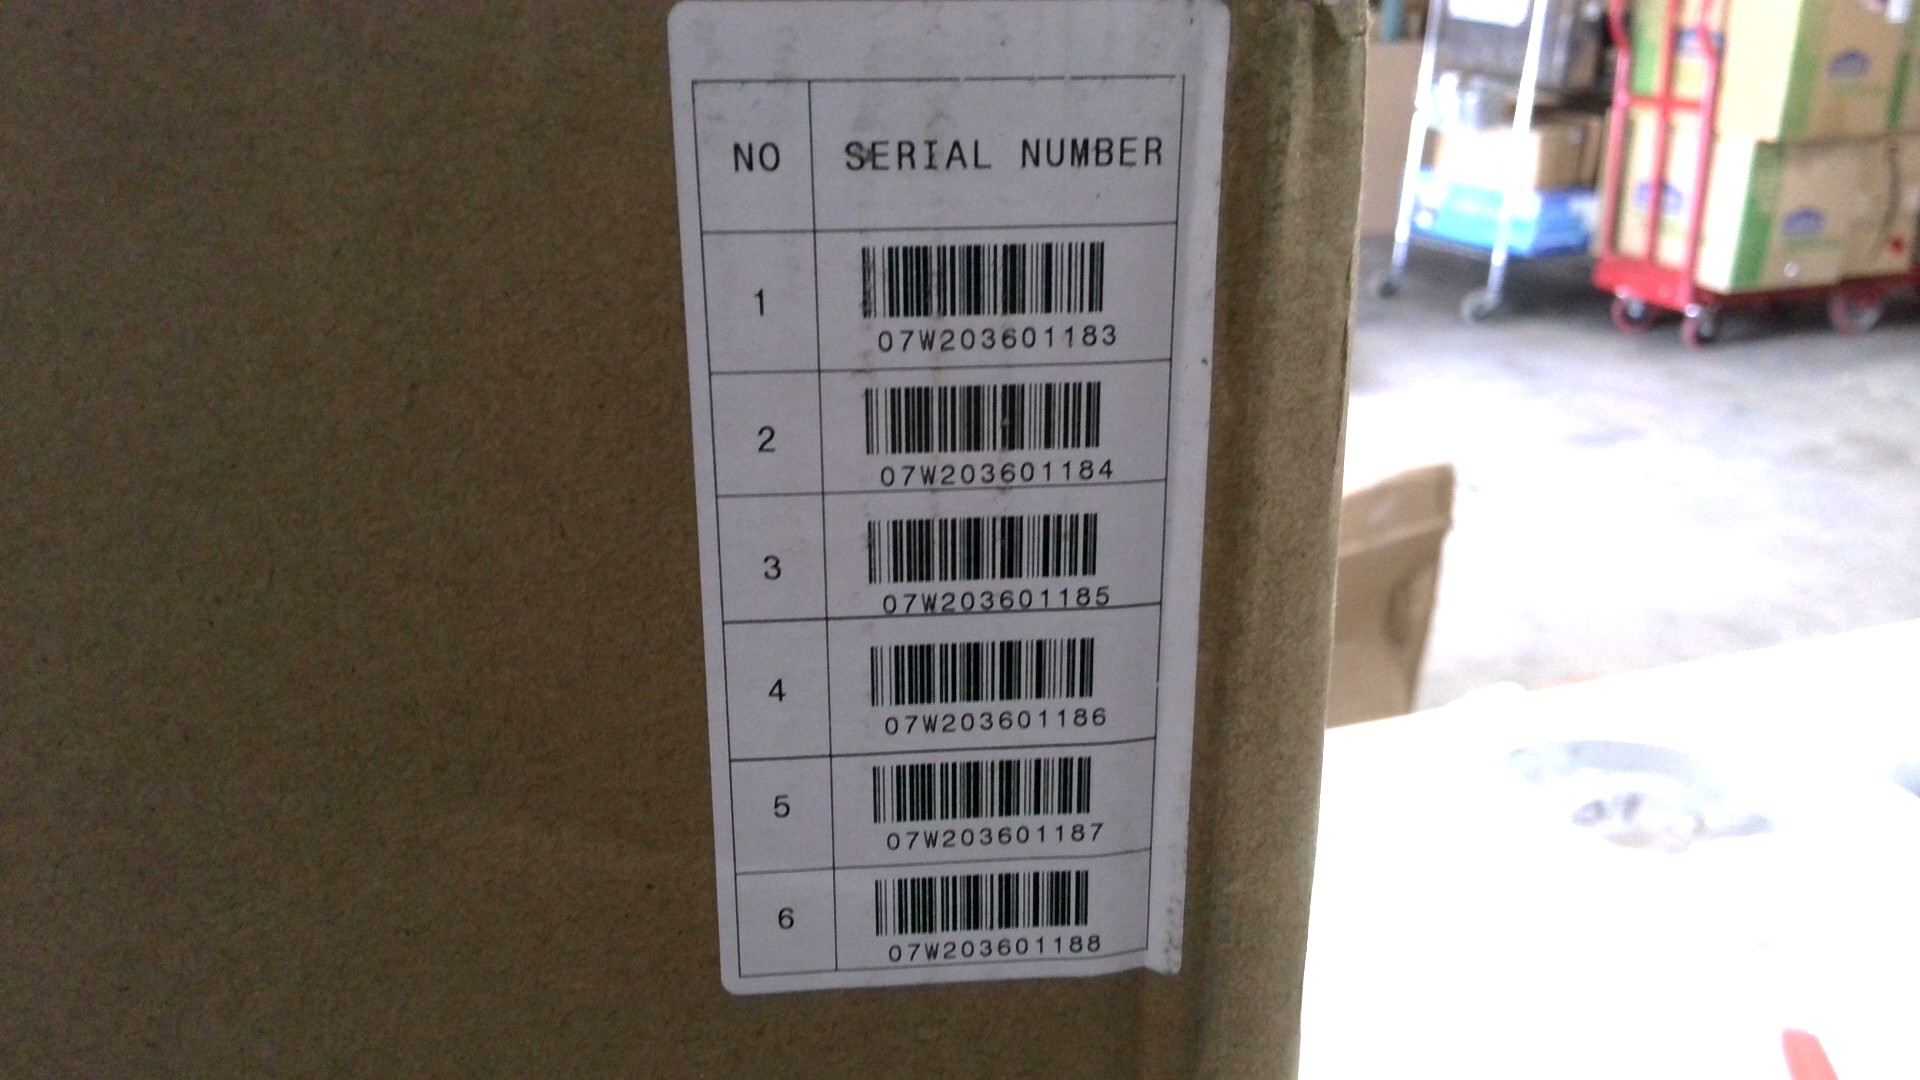 NO SERIAL NUMBER
1 07W203601183
2 07W203601184
3 07W203601185
4 07W203601186
5 07W203601187
6 07W203601188